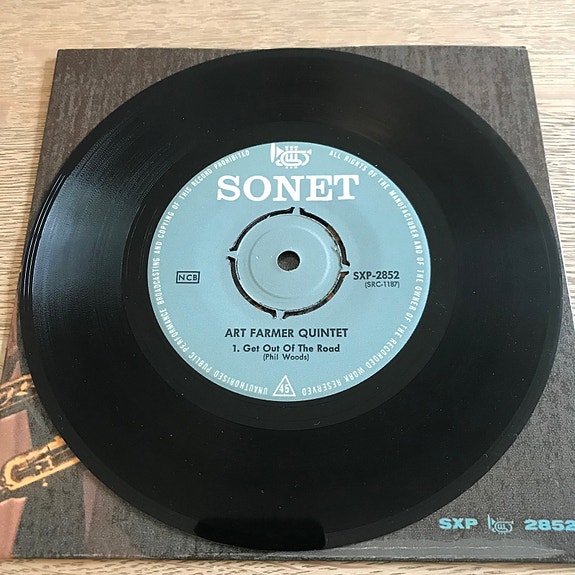 UNAUTHORISED PUBLIC PERFORMANCE BROADCASTING AND COPYING OF THIS RECORD PROHIBITED
ALL RIGHTS OF THE MANUFACTURER AND OF THE OWNER OF THE RECORDED WORK RESERVED
SONET
NCB
SXP-2852
(SRC-1187)
ART FARMER QUINTET
1. Get Out Of The Road
(Phil Woods)
45
SXP 2852